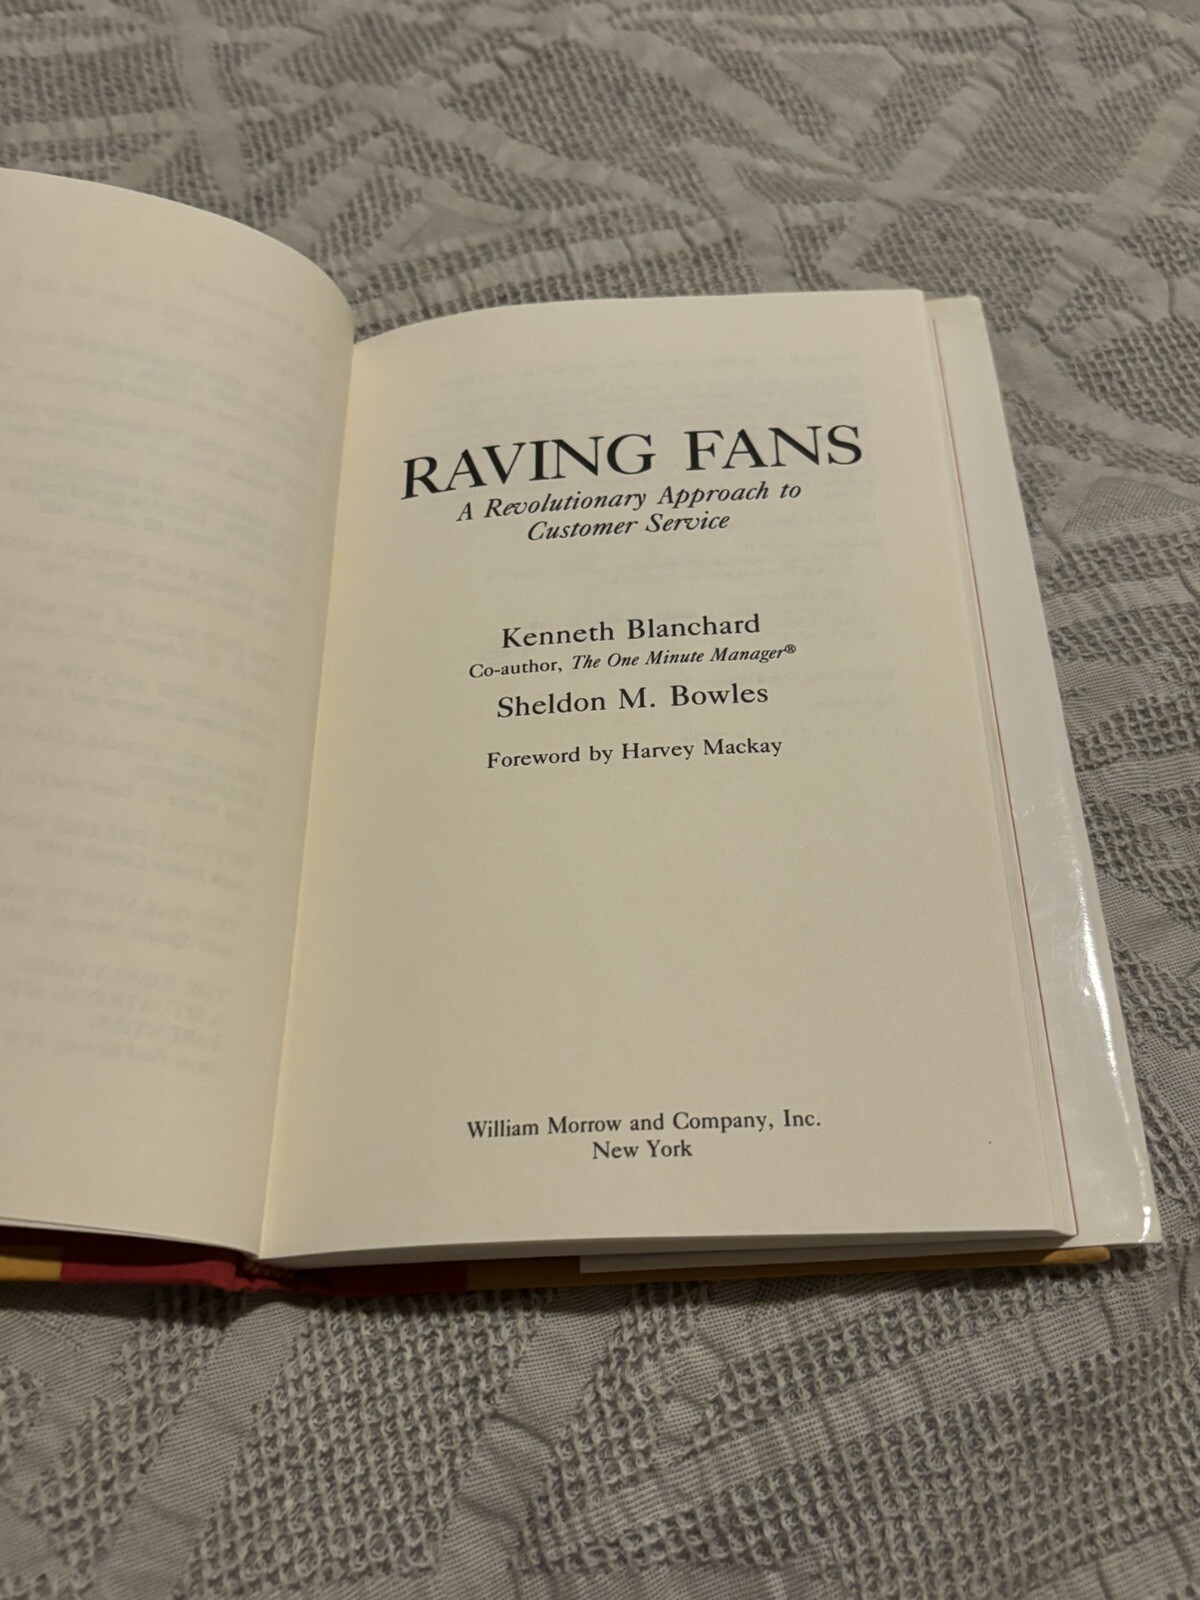 RAVING FANS
A Revolutionary Approach to
Customer Service
Kenneth Blanchard
Co-author, The One Minute Manager®
Sheldon M. Bowles
Foreword by Harvey Mackay
William Morrow and Company, Inc.
New York